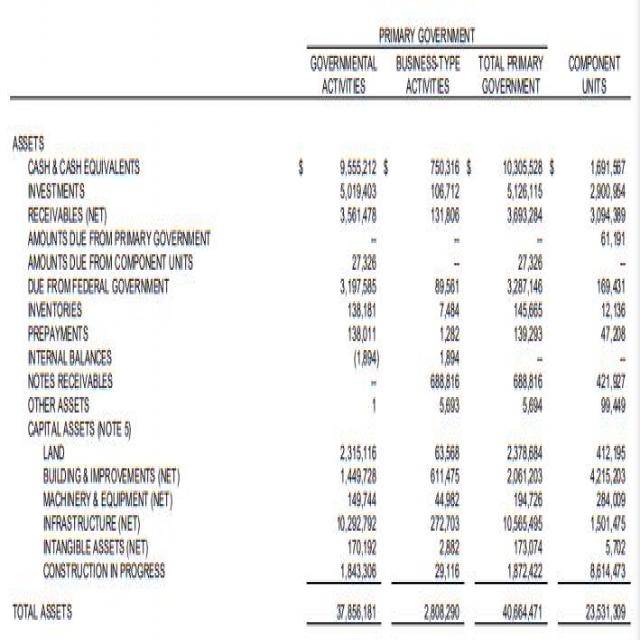 PRIMARY GOVERNMENT
GOVERNMENTAL BUSINESS-TYPE TOTAL PRIMARY COMPONENT
ACTIVITIES ACTIVITIES GOVERNMENT UNITS
ASSETS
CASH & CASH EQUIVALENTS $ 9,555,212 $ 750,316 $ 10,305,528 $ 1,691,567
INVESTMENTS 5,019,403 106,712 5,126,115 2,900,954
RECEIVABLES (NET) 3,561,478 131,806 3,693,284 3,094,389
AMOUNTS DUE FROM PRIMARY GOVERNMENT -- -- -- 61,191
AMOUNTS DUE FROM COMPONENT UNITS 27,326 -- 27,326 --
DUE FROM FEDERAL GOVERNMENT 3,197,585 89,561 3,287,146 169,431
INVENTORIES 138,181 7,484 145,665 12,136
PREPAYMENTS 138,011 1,282 139,293 47,208
INTERNAL BALANCES (1,894) 1,894 -- --
NOTES RECEIVABLES -- 688,816 688,816 421,927
OTHER ASSETS 1 5,693 5,694 99,449
CAPITAL ASSETS (NOTE 5)
LAND 2,315,116 63,568 2,378,684 412,195
BUILDING & IMPROVEMENTS (NET) 1,449,728 611,475 2,061,203 4,215,203
MACHINERY & EQUIPMENT (NET) 149,744 44,982 194,726 284,009
INFRASTRUCTURE (NET) 10,292,792 272,703 10,565,495 1,501,475
INTANGIBLE ASSETS (NET) 170,192 2,882 173,074 5,702
CONSTRUCTION IN PROGRESS 1,843,306 29,116 1,872,422 8,614,473
TOTAL ASSETS 37,856,181 2,808,290 40,664,471 23,531,309